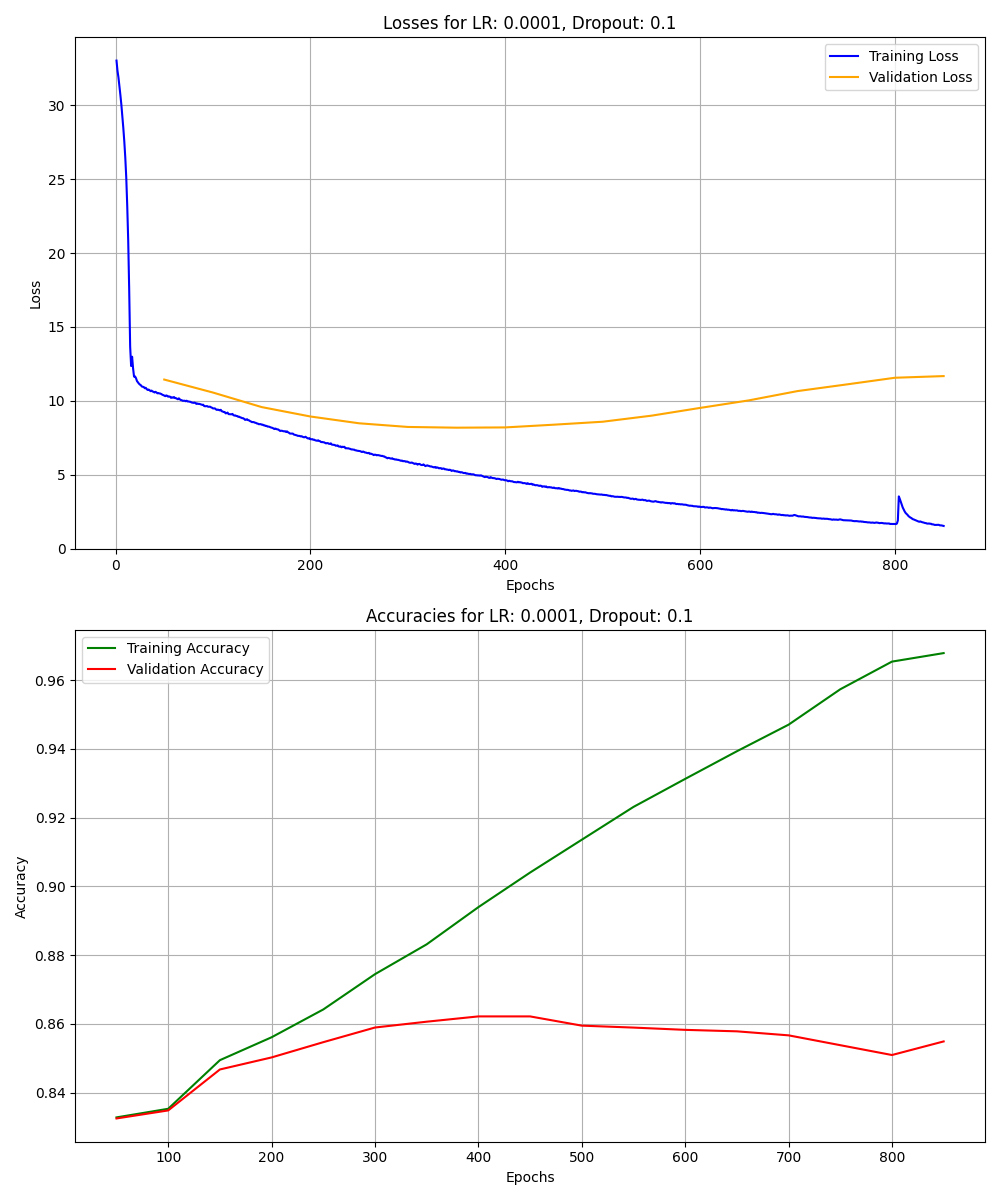 Losses for LR: 0.0001, Dropout: 0.1
Training Loss
Validation Loss
30
25
20
15
10
5
0
Loss
0 200 400 600 800
Epochs
Accuracies for LR: 0.0001, Dropout: 0.1
Training Accuracy
Validation Accuracy
0.96
0.94
0.92
0.90
0.88
0.86
0.84
Accuracy
100 200 300 400 500 600 700 800
Epochs